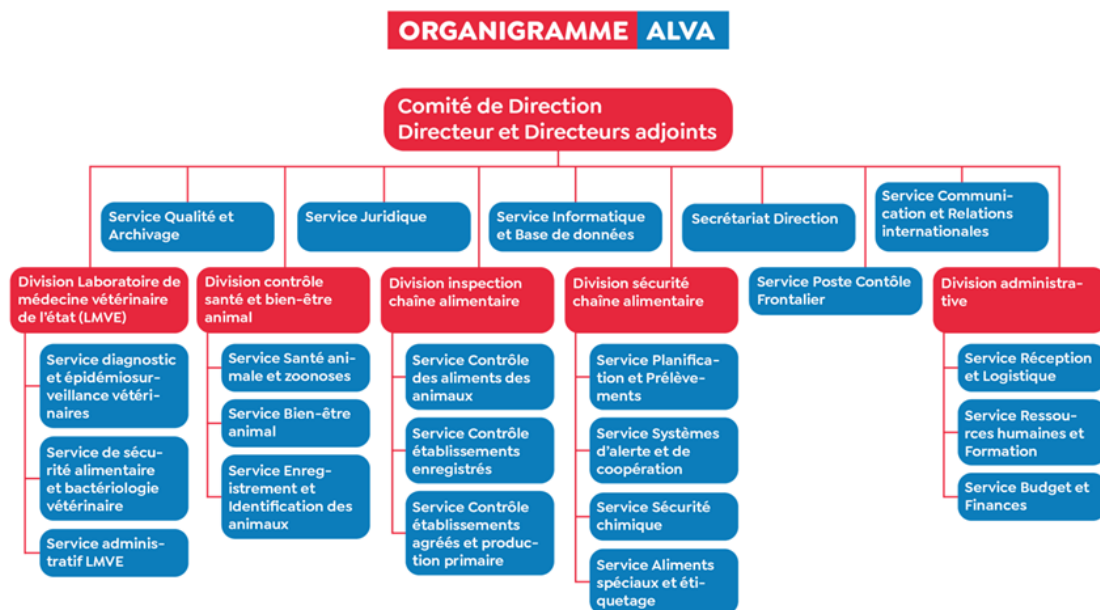 ORGANIGRAMME ALVA
Comité de Direction
Directeur et Directeurs adjoints
Service Qualité et
Archivage
Service Juridique
Service Informatique
et Base de données
Secrétariat Direction
Service Communi-
cation et Relations
internationales
Division Laboratoire de
médecine vétérinaire
de l'état (LMVE)
Division contrôle
santé et bien-être
animal
Division inspection
chaîne alimentaire
Division sécurité
chaîne alimentaire
Service Poste Contôle
Frontalier
Division administra-
tive
Service diagnostic
et épidémiosur-
veillance vétéri-
naires
Service de sécu-
rité alimentaire
et bactériologie
vétérinaire
Service admini-
stratif LMVE
Service Santé ani-
male et zoonoses
Service Bien-être
animal
Service Enreg-
istrement et
Identification des
animaux
Service Contrôle
des aliments des
animaux
Service Contrôle
établissements
enregistrés
Service Contrôle
établissements
agréés et produc-
tion primaire
Service Planific-
ation et Prélève-
ments
Service Systèmes
d'alerte et de
coopération
Service Sécurité
chimique
Service Aliments
spéciaux et éti-
quetage
Service Réception
et Logistique
Service Ressou-
rces humaines et
Formation
Service Budget et
Finances